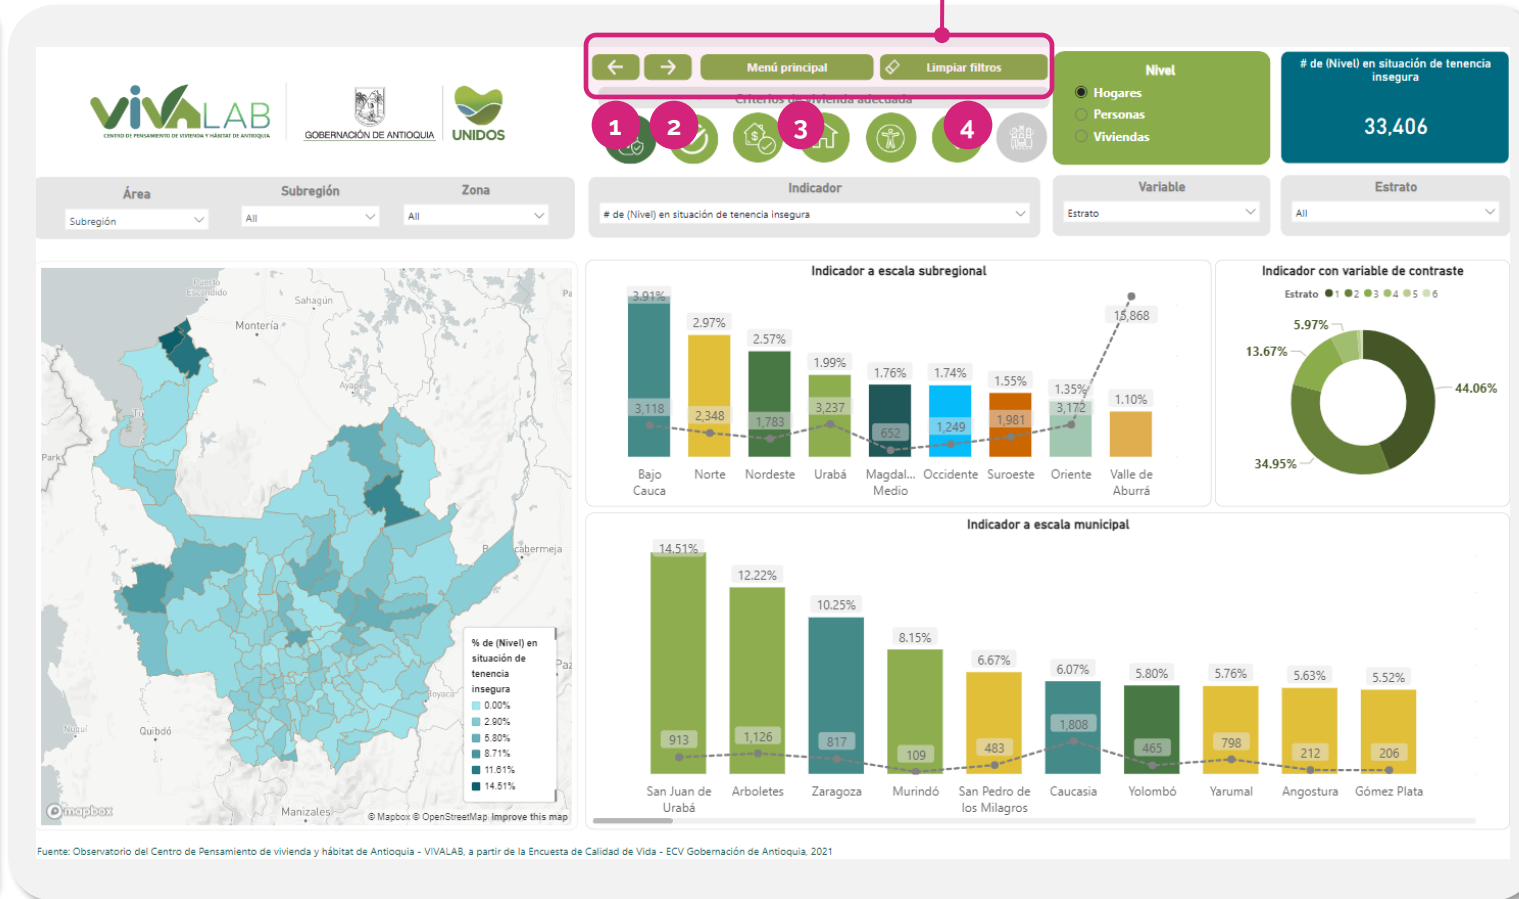 Menú principal
Limpiar filtros
Criterios de vivienda adecuada
1
2
3
4
VIVALAB
CENTRO DE PENSAMIENTO DE VIVIENDA Y HÁBITAT DE ANTIOQUIA
GOBERNACIÓN DE ANTIOQUIA
UNIDOS
Nivel
Hogares
Personas
Viviendas
# de (Nivel) en situación de tenencia
insegura
33,406
Área
Subregión
Subregión
All
Zona
All
Indicador
# de (Nivel) en situación de tenencia insegura
Variable
Estrato
Estrato
All
Puerto
Escondido
Sahagún
Montería
Ayapel
Tu
Park
Pa
B
cabermeja
Paz
Nuquí
Quibdó
Manizales
mapbox
© Mapbox © OpenStreetMap Improve this map
% de (Nivel) en
situación de
tenencia
insegura
0.00%
2.90%
5.80%
8.71%
11.61%
14.51%
Indicador a escala subregional
3.91%
2.97%
2.57%
1.99%
1.76%
1.74%
1.55%
1.35%
1.10%
3,118
2,348
1,783
3,237
652
1,249
1,981
3,172
15,868
Bajo
Cauca
Norte
Nordeste
Urabá
Magdal...
Medio
Occidente
Suroeste
Oriente
Valle de
Aburrá
Indicador con variable de contraste
Estrato 1 2 3 4 5 6
5.97%
13.67%
44.06%
34.95%
Indicador a escala municipal
14.51%
12.22%
10.25%
8.15%
6.67%
6.07%
5.80%
5.76%
5.63%
5.52%
913
1,126
817
109
483
1,808
465
798
212
206
San Juan de
Urabá
Arboletes
Zaragoza
Murindó
San Pedro de
los Milagros
Caucasia
Yolombó
Yarumal
Angostura
Gómez Plata
Fuente: Observatorio del Centro de Pensamiento de vivienda y hábitat de Antioquia - VIVALAB, a partir de la Encuesta de Calidad de Vida - ECV Gobernación de Antioquia, 2021